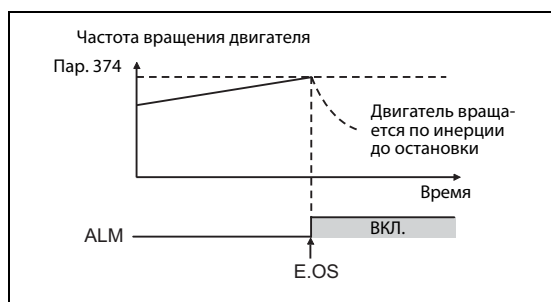 Частота вращения двигателя
Пар. 374
Двигатель враща-
ется по инерции
до остановки
Время
ALM
ВКЛ.
E.OS